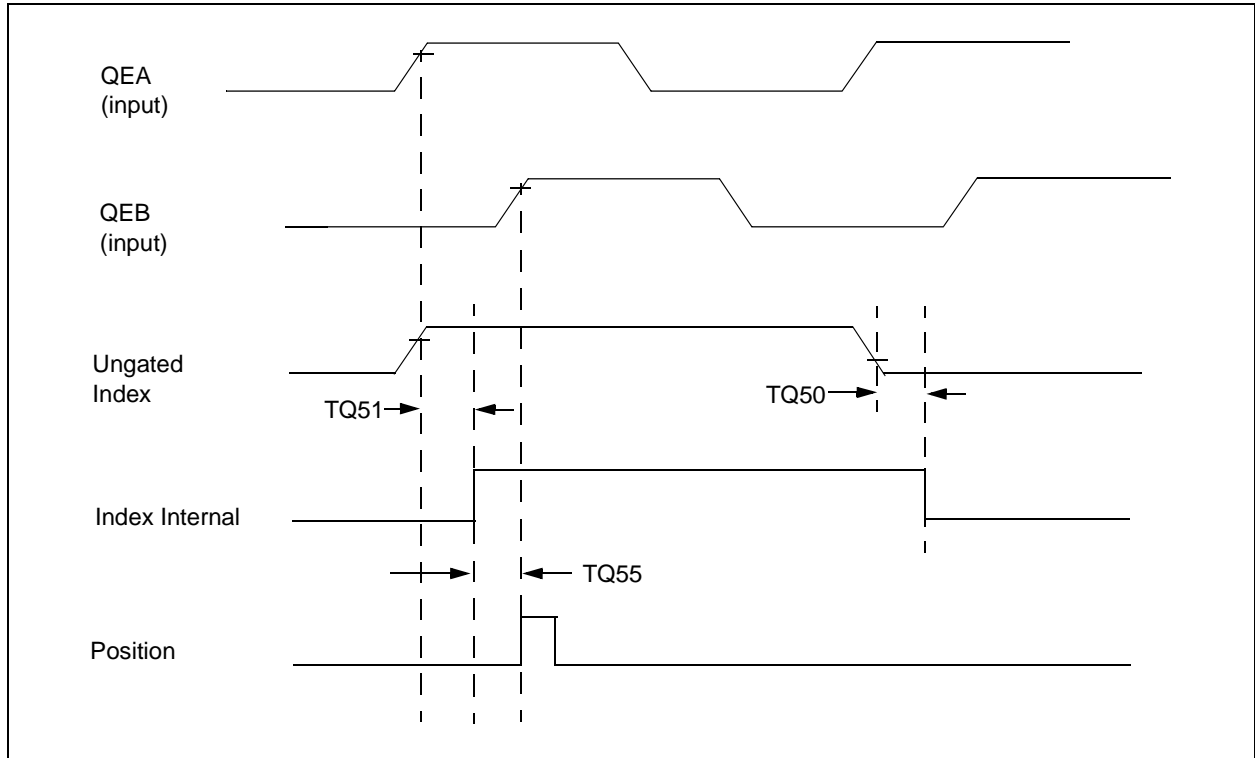 QEA
(input)
QEB
(input)
Ungated
Index
TQ51
TQ50
Index Internal
TQ55
Position